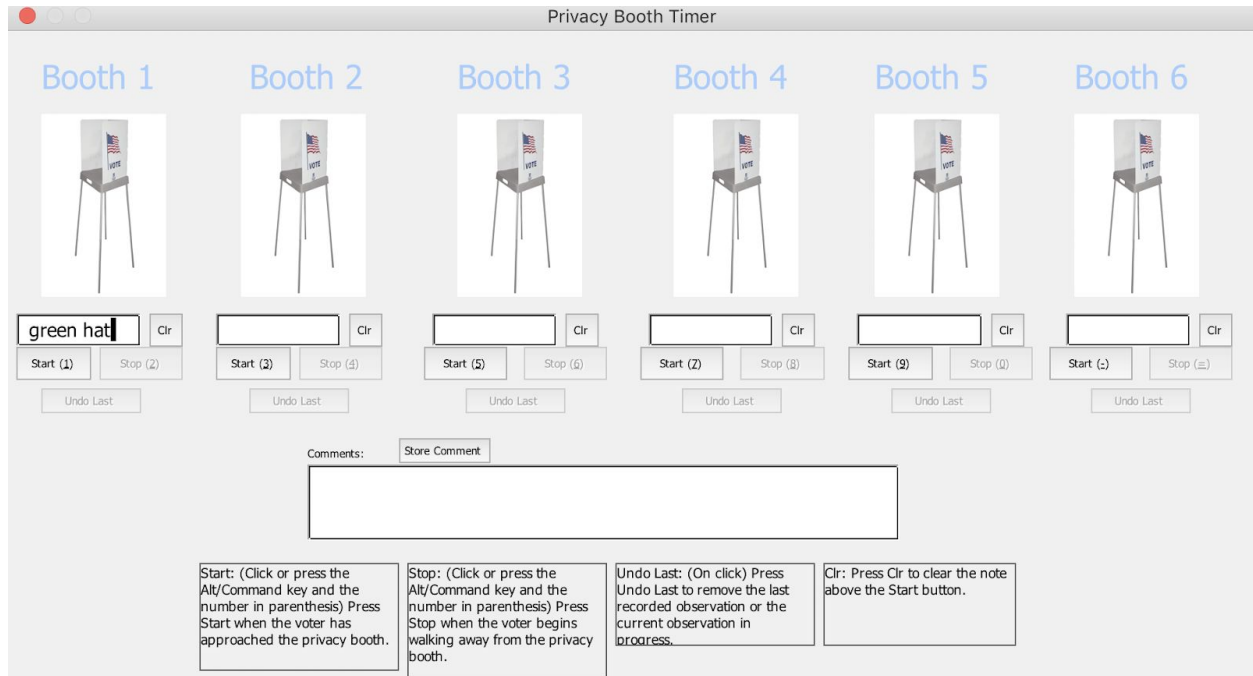 Privacy Booth Timer
Booth 1 Booth 2 Booth 3 Booth 4 Booth 5 Booth 6
VOTE VOTE VOTE VOTE VOTE VOTE
green hat Clr Clr Clr Clr Clr Clr
Start (1) Stop (2) Start (3) Stop (4) Start (5) Stop (6) Start (7) Stop (8) Start (9) Stop (0) Start (-) Stop (=)
Undo Last Undo Last Undo Last Undo Last Undo Last Undo Last
Comments: Store Comment
Start: (Click or press the
Alt/Command key and the
number in parenthesis) Press
Start when the voter has
approached the privacy booth.
Stop: (Click or press the
Alt/Command key and the
number in parenthesis) Press
Stop when the voter begins
walking away from the privacy
booth.
Undo Last: (On click) Press
Undo Last to remove the last
recorded observation or the
current observation in
progress.
Clr: Press Clr to clear the note
above the Start button.